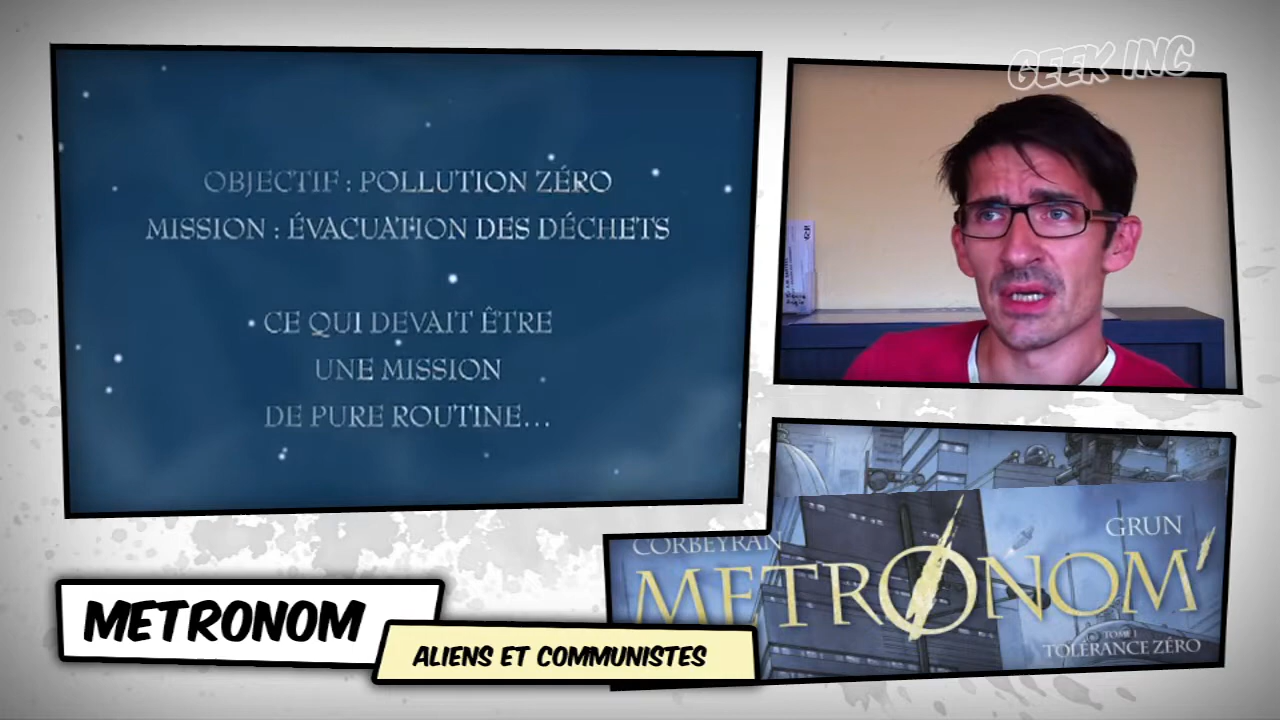 GEEK INC
OBJECTIF : POLLUTION ZÉRO
MISSION : ÉVACUATION DES DÉCHETS
CE QUI DEVAIT ÊTRE
UNE MISSION
DE PURE ROUTINE...
CORBEYRAN
GRUN
METRONOM'
TOME 1
TOLÉRANCE ZÉRO
METRONOM
ALIENS ET COMMUNISTES